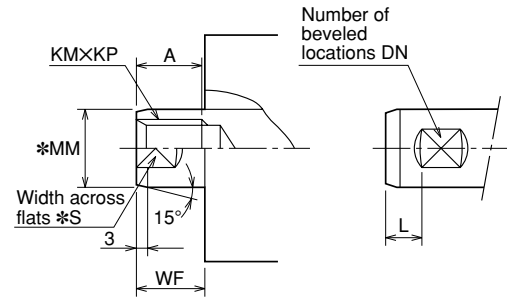 KM×KP
A
Number of
beveled
locations DN
✱MM
Width across
flats ✱S
15°
3
L
WF